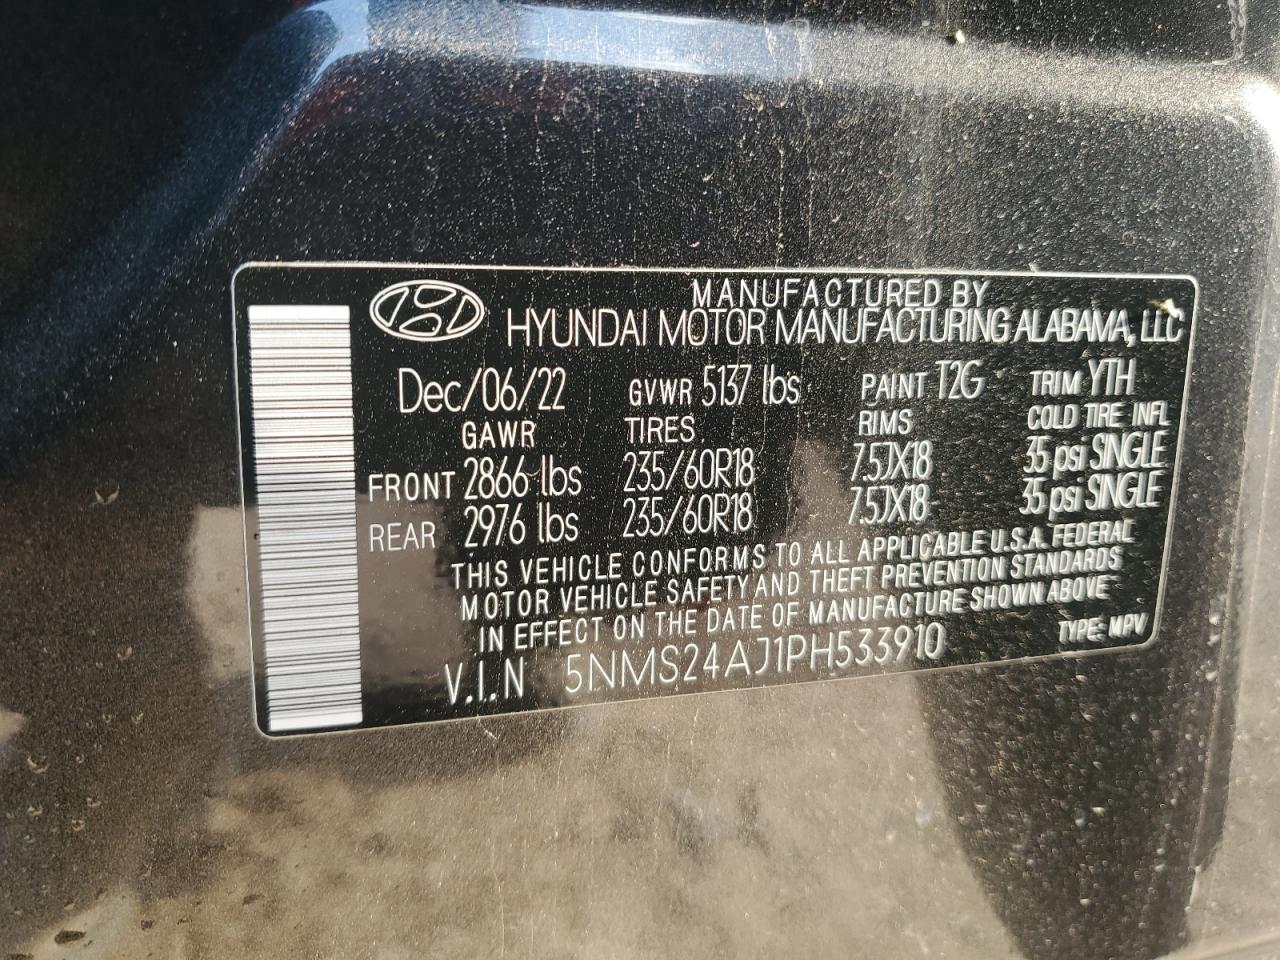 MANUFACTURED BY
HYUNDAI MOTOR MANUFACTURING ALABAMA, LLC
Dec/06/22 GVWR 5137 lbs PAINT T2G TRIM YTH
GAWR TIRES RIMS COLD TIRE INFL
FRONT 2866 lbs 235/60R18 7.5JX18 35 psi SINGLE
REAR 2976 lbs 235/60R18 7.5JX18 35 psi SINGLE
THIS VEHICLE CONFORMS TO ALL APPLICABLE U.S.A. FEDERAL
MOTOR VEHICLE SAFETY AND THEFT PREVENTION STANDARDS
IN EFFECT ON THE DATE OF MANUFACTURE SHOWN ABOVE
V.I.N 5NMS24AJ1PH533910 TYPE: MPV